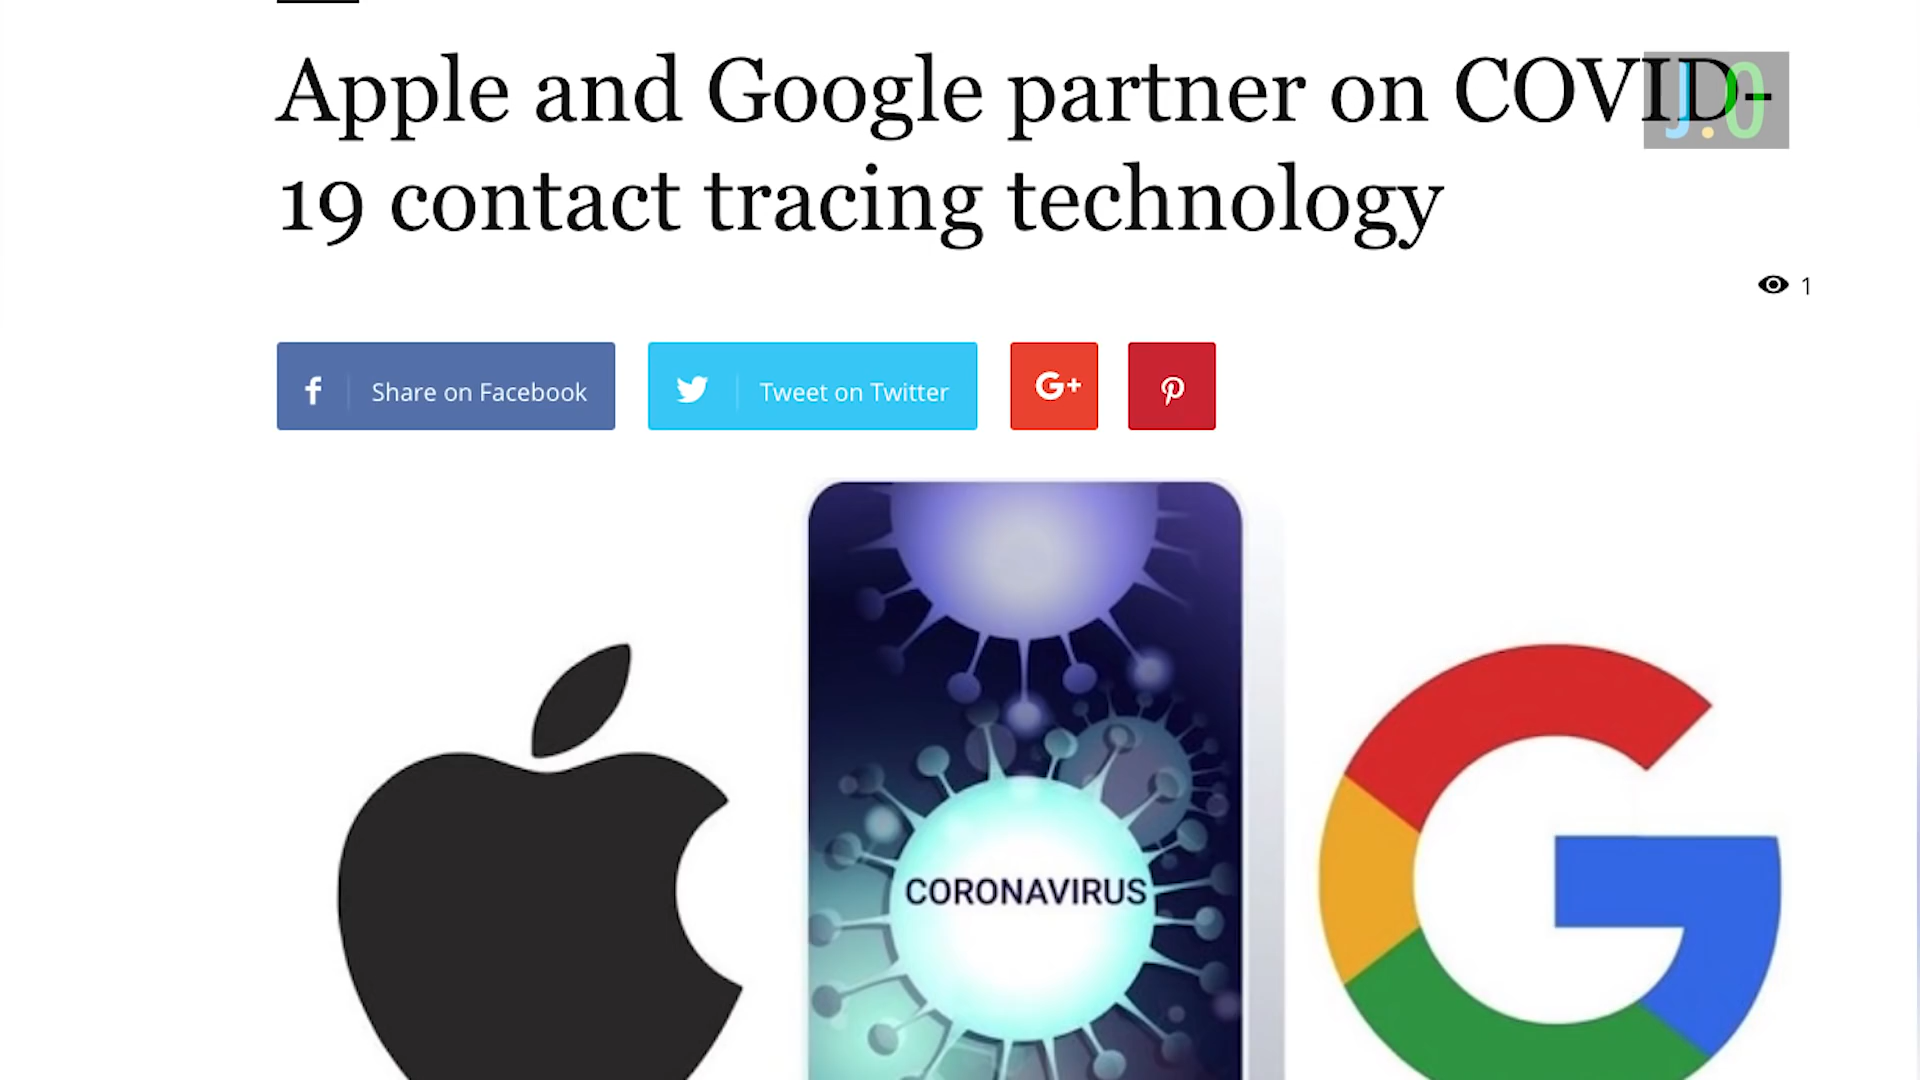 Apple and Google partner on COVID-
19 contact tracing technology
J.O
1
f Share on Facebook
Tweet on Twitter
G+
CORONAVIRUS